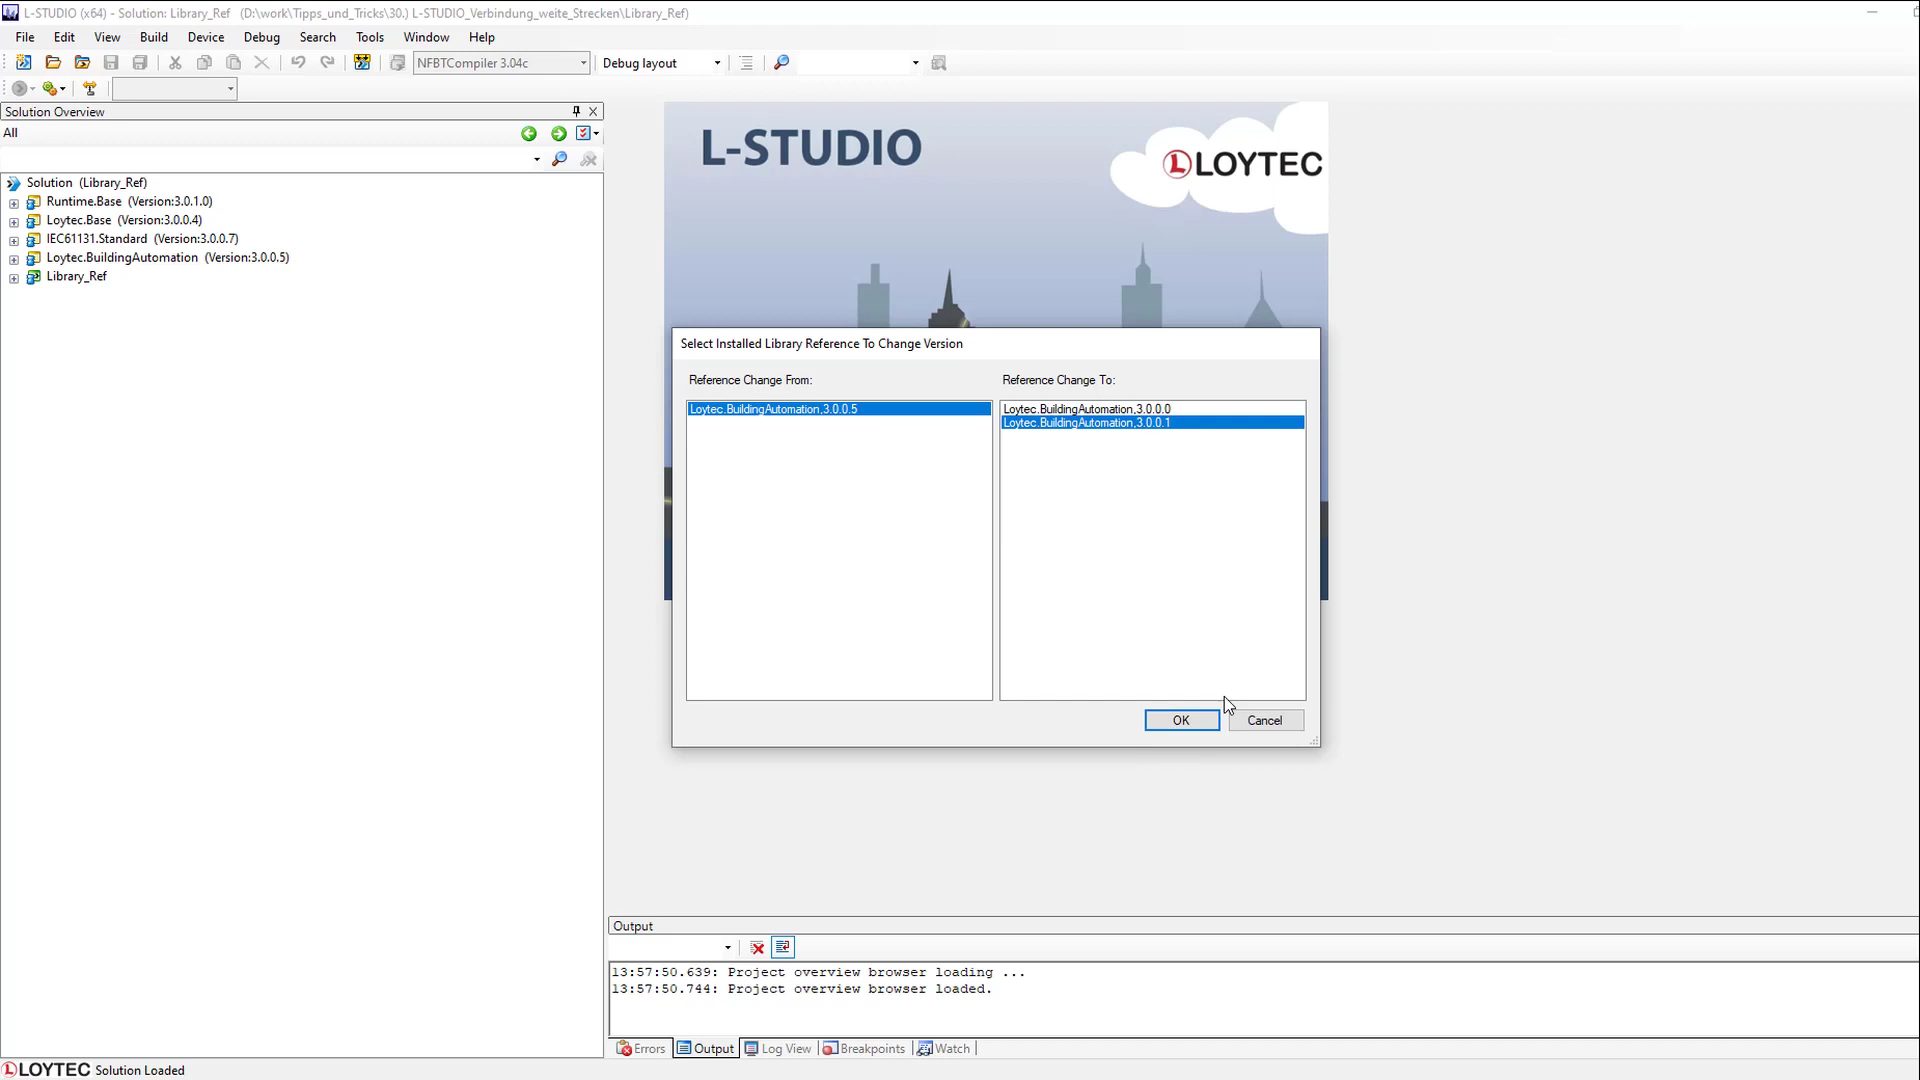 L-STUDIO (x64) - Solution: Library_Ref (D:\work\Tipps_und_Tricks\30.) L-STUDIO_Verbindung_weite_Strecken\Library_Ref)
File Edit View Build Device Debug Search Tools Window Help
NFBTCompiler 3.04c Debug layout
Solution Overview
All
Solution (Library_Ref)
Runtime.Base (Version:3.0.1.0)
Loytec.Base (Version:3.0.0.4)
IEC61131.Standard (Version:3.0.0.7)
Loytec.BuildingAutomation (Version:3.0.0.5)
Library_Ref
L-STUDIO
LOYTEC
Select Installed Library Reference To Change Version
Reference Change From: Reference Change To:
Loytec.BuildingAutomation,3.0.0.5 Loytec.BuildingAutomation,3.0.0.0
Loytec.BuildingAutomation,3.0.0.1
OK Cancel
Output
13:57:50.639: Project overview browser loading ...
13:57:50.744: Project overview browser loaded.
Errors Output Log View Breakpoints Watch
LOYTEC Solution Loaded